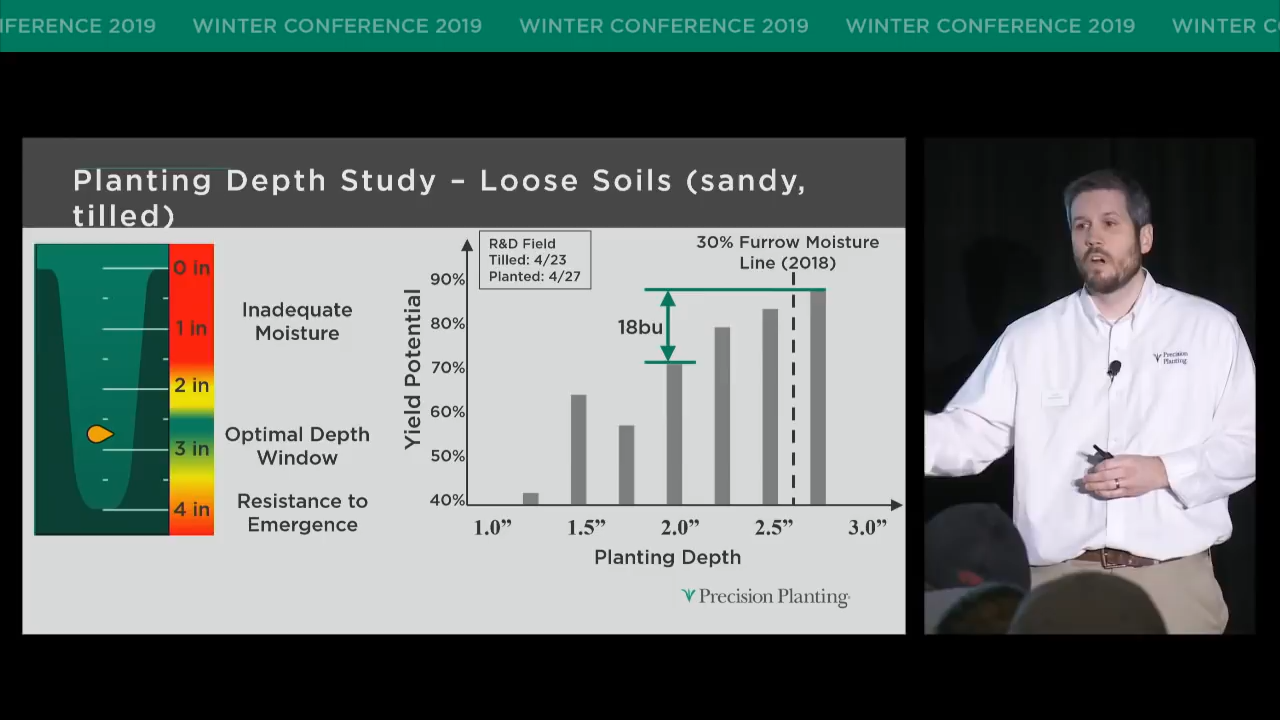 FERENCE 2019 WINTER CONFERENCE 2019 WINTER CONFERENCE 2019 WINTER CONFERENCE 2019 WINTER C
Planting Depth Study – Loose Soils (sandy,
tilled)
0 in
1 in
2 in
3 in
4 in
Inadequate
Moisture
Optimal Depth
Window
Resistance to
Emergence
R&D Field
Tilled: 4/23
Planted: 4/27
30% Furrow Moisture
Line (2018)
Yield Potential
90%
80%
70%
60%
50%
40%
18bu
1.0” 1.5” 2.0” 2.5” 3.0”
Planting Depth
Precision Planting
Precision
Planting